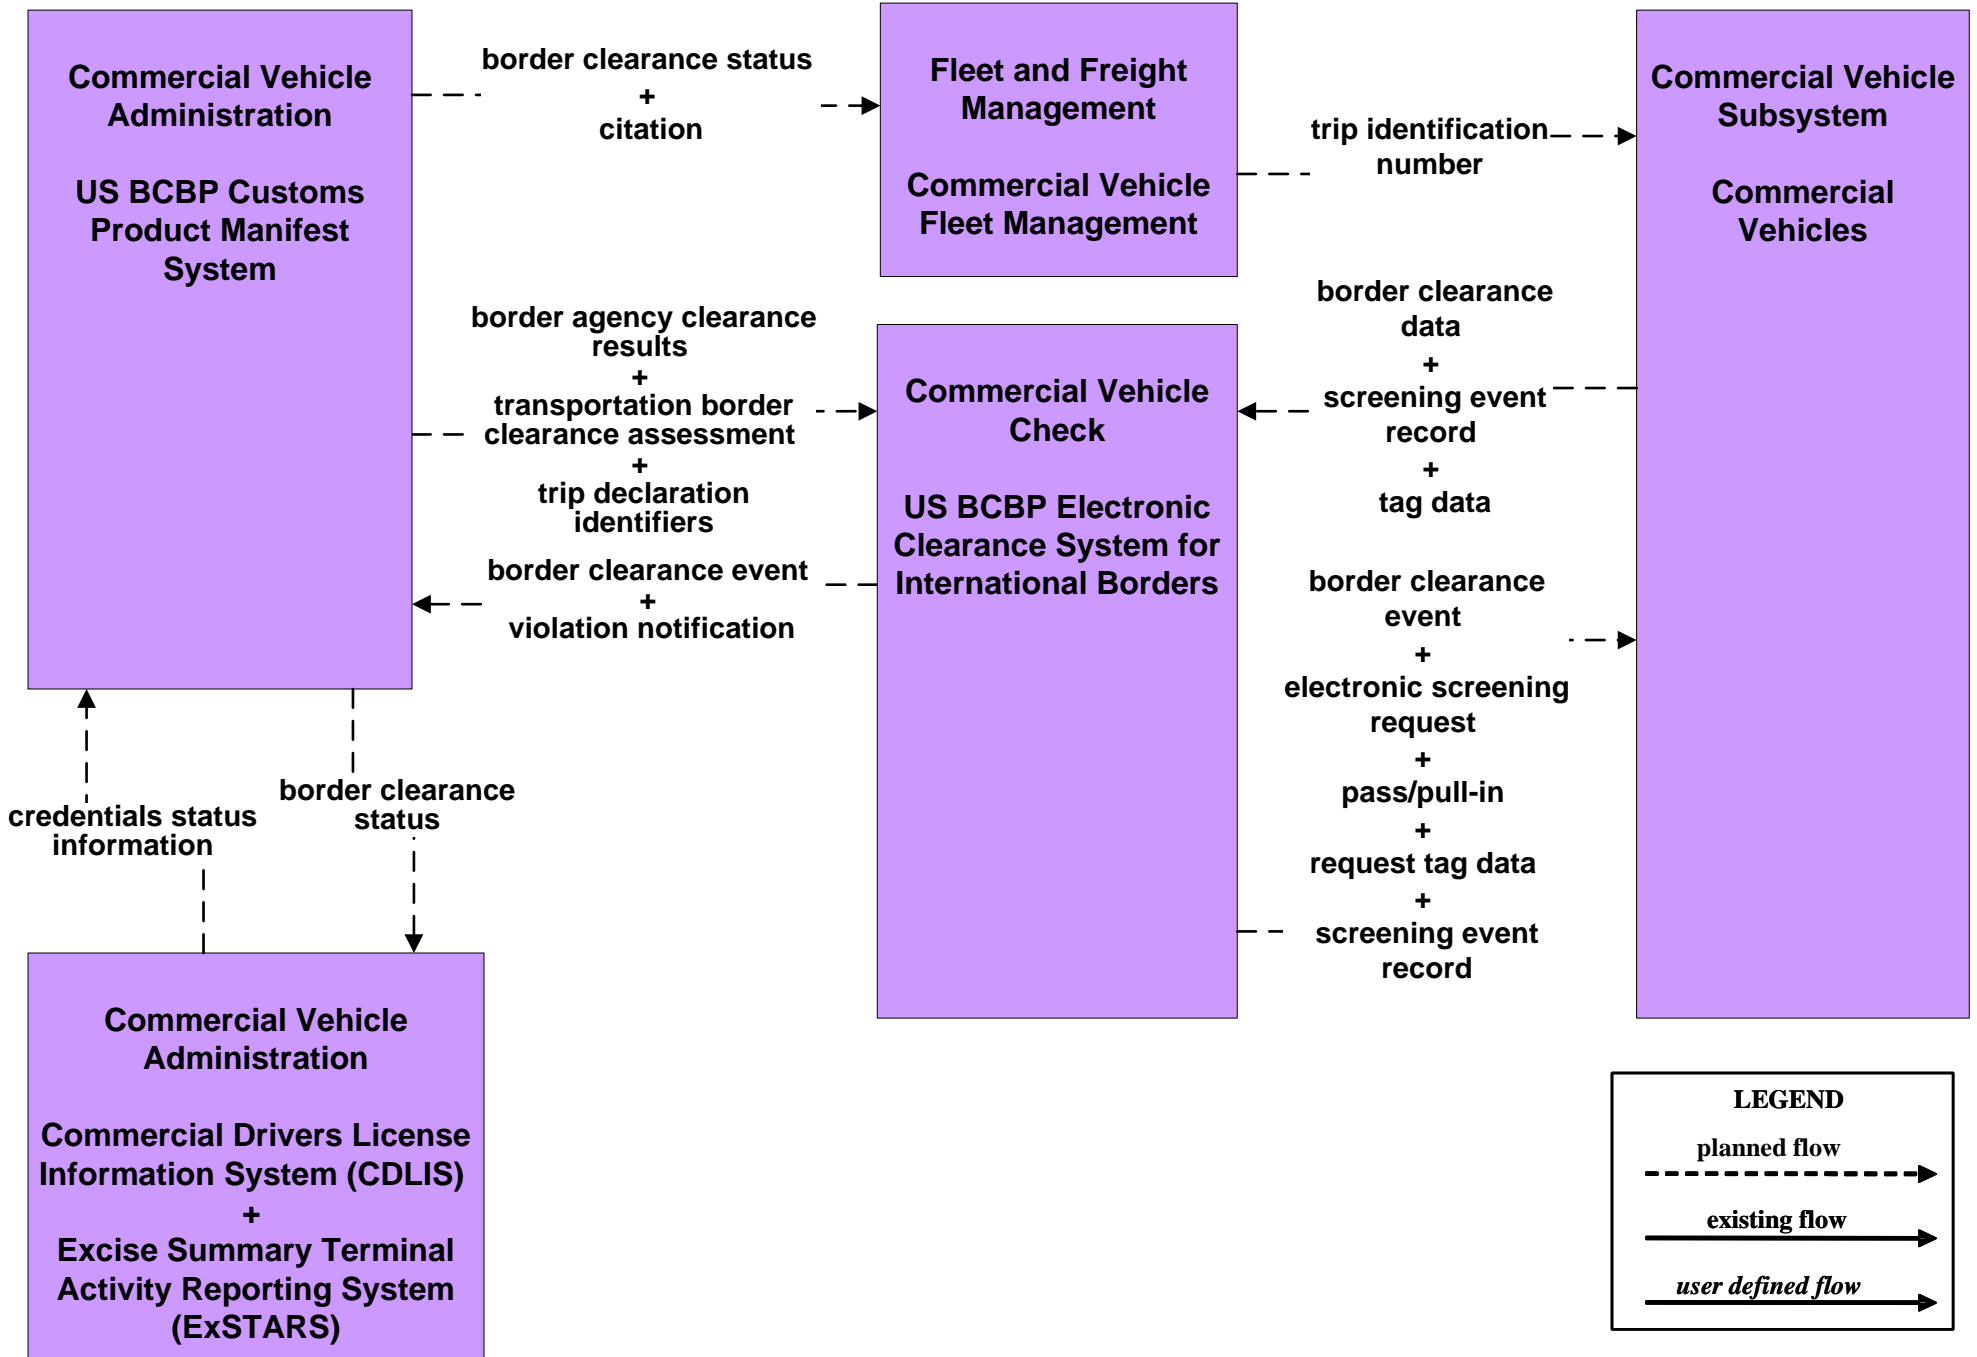 Commercial Vehicle
Administration
US BCBP Customs
Product Manifest
System
border clearance status
+
citation
Fleet and Freight
Management
Commercial Vehicle
Fleet Management
trip identification
number
Commercial Vehicle
Subsystem
Commercial
Vehicles
border agency clearance
results
+
transportation border
clearance assessment
+
trip declaration
identifiers
border clearance event
+
violation notification
Commercial Vehicle
Check
US BCBP Electronic
Clearance System for
International Borders
border clearance
data
+
screening event
record
+
tag data
border clearance
event
+
electronic screening
request
+
pass/pull-in
+
request tag data
+
screening event
record
credentials status
information
border clearance
status
Commercial Vehicle
Administration
Commercial Drivers License
Information System (CDLIS)
+
Excise Summary Terminal
Activity Reporting System
(ExSTARS)
LEGEND
planned flow
existing flow
user defined flow